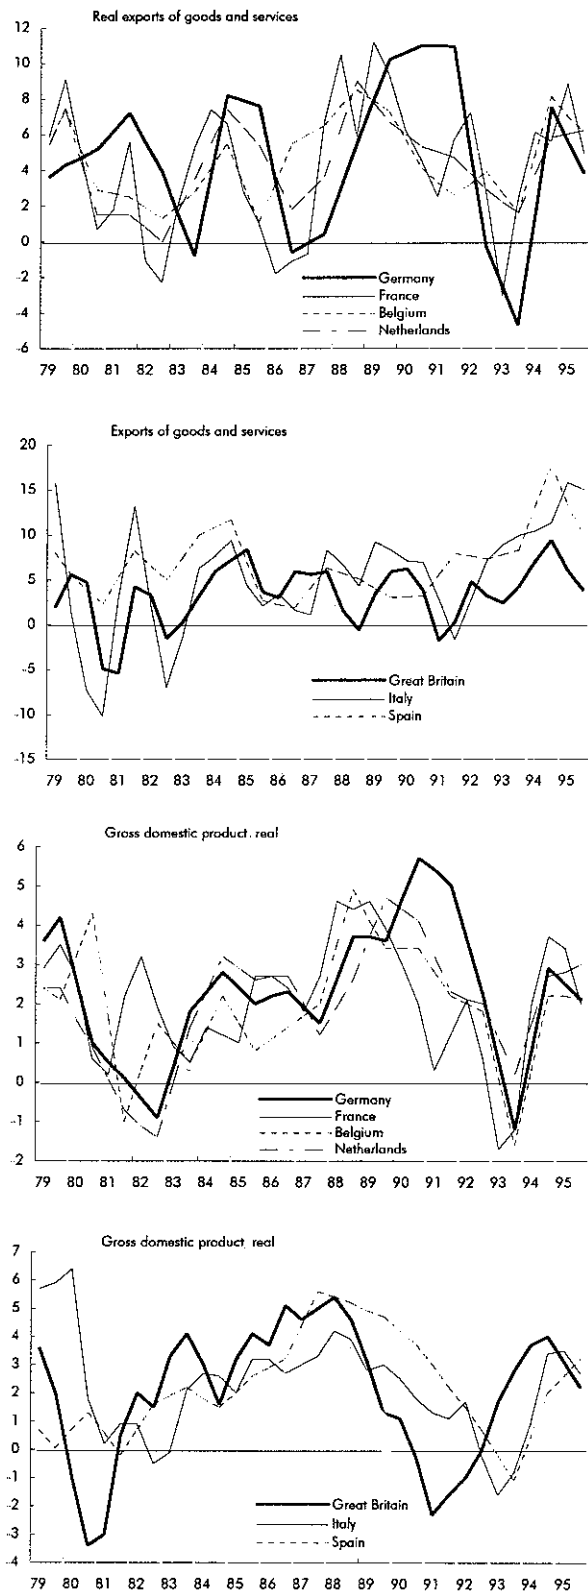 Real exports of goods and services
12
10
8
6
4
2
0
-2
-4
-6
Germany
France
Belgium
Netherlands
79 80 81 82 83 84 85 86 87 88 89 90 91 92 93 94 95
Exports of goods and services
20
15
10
5
0
-5
-10
-15
Great Britain
Italy
Spain
79 80 81 82 83 84 85 86 87 88 89 90 91 92 93 94 95
Gross domestic product, real
6
5
4
3
2
1
0
-1
-2
Germany
France
Belgium
Netherlands
79 80 81 82 83 84 85 86 87 88 89 90 91 92 93 94 95
Gross domestic product, real
7
6
5
4
3
2
1
0
-1
-2
-3
-4
Great Britain
Italy
Spain
79 80 81 82 83 84 85 86 87 88 89 90 91 92 93 94 95